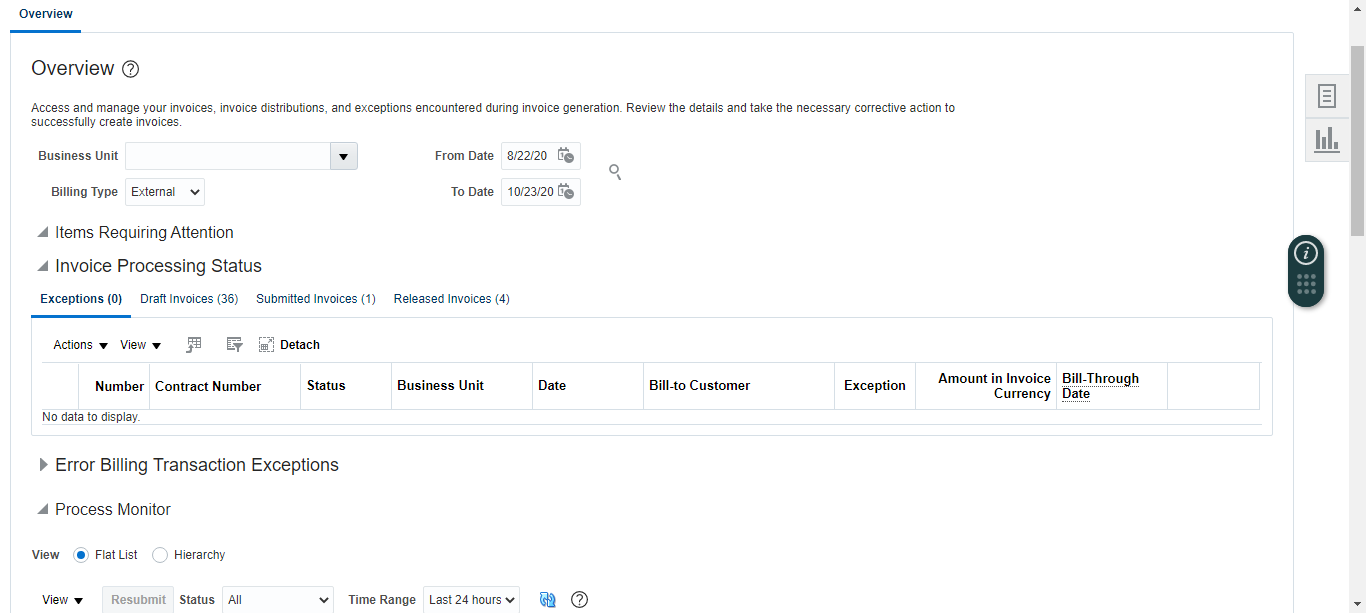 Overview
Overview
Access and manage your invoices, invoice distributions, and exceptions encountered during invoice generation. Review the details and take the necessary corrective action to
successfully create invoices.
Business Unit
From Date 8/22/20
Billing Type External
To Date 10/23/20
Items Requiring Attention
Invoice Processing Status
Exceptions (0) Draft Invoices (36) Submitted Invoices (1) Released Invoices (4)
Actions View Detach
Number Contract Number Status Business Unit Date Bill-to Customer Exception Amount in Invoice Currency Bill-Through Date
No data to display.
Error Billing Transaction Exceptions
Process Monitor
View Flat List Hierarchy
View Resubmit Status All Time Range Last 24 hours